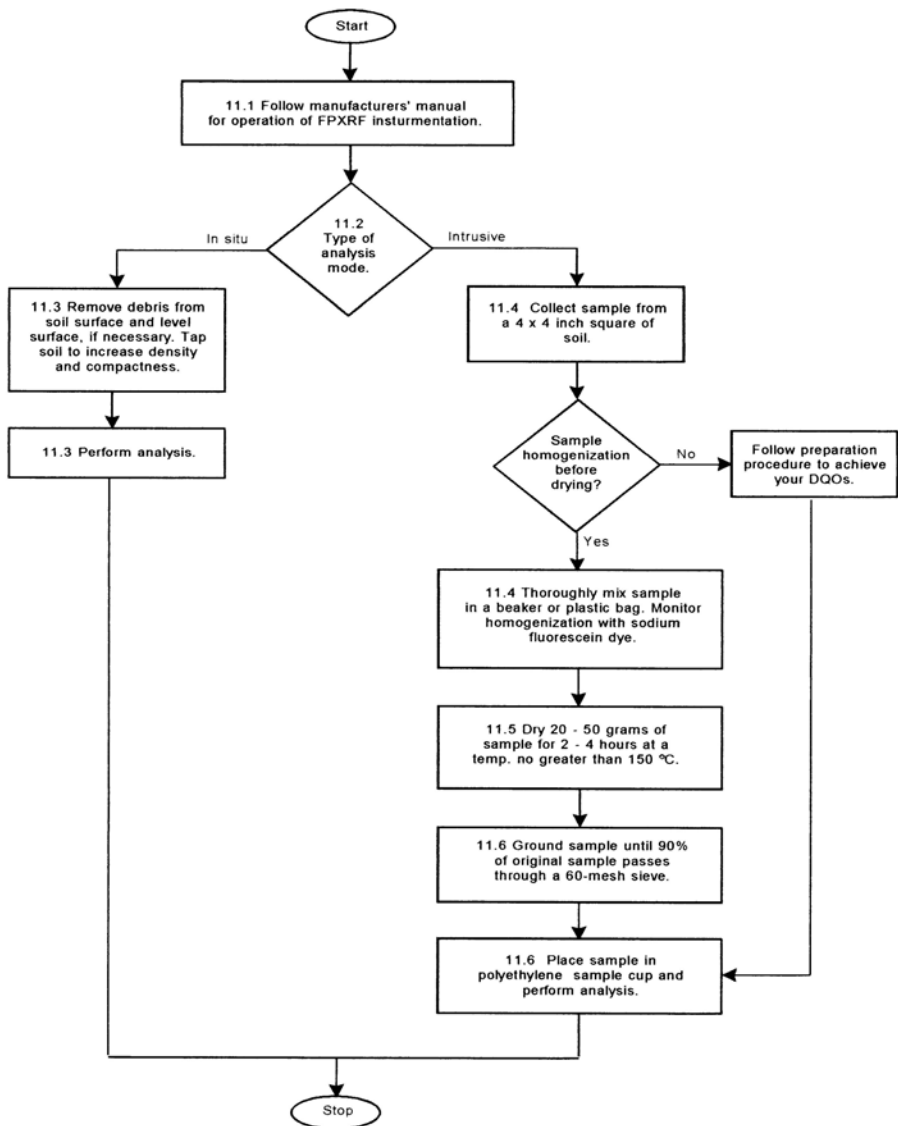 Start
11.1 Follow manufacturers' manual
for operation of FPXRF insturmentation.
11.2
Type of
analysis
mode.
In situ
Intrusive
11.3 Remove debris from
soil surface and level
surface, if necessary. Tap
soil to increase density
and compactness.
11.3 Perform analysis.
11.4 Collect sample from
a 4 x 4 inch square of
soil.
Sample
homogenization
before
drying?
No
Follow preparation
procedure to achieve
your DQOs.
Yes
11.4 Thoroughly mix sample
in a beaker or plastic bag. Monitor
homogenization with sodium
fluorescein dye.
11.5 Dry 20 - 50 grams of
sample for 2 - 4 hours at a
temp. no greater than 150 ºC.
11.6 Ground sample until 90%
of original sample passes
through a 60-mesh sieve.
11.6 Place sample in
polyethylene sample cup and
perform analysis.
Stop